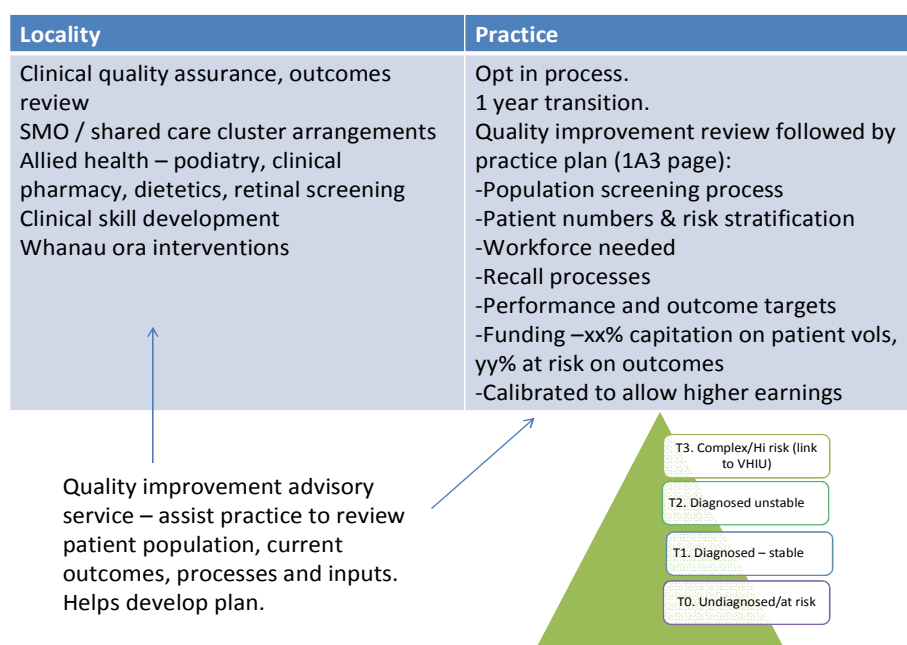 Locality
Clinical quality assurance, outcomes
review
SMO / shared care cluster arrangements
Allied health – podiatry, clinical
pharmacy, dietetics, retinal screening
Clinical skill development
Whanau ora interventions
Practice
Opt in process.
1 year transition.
Quality improvement review followed by
practice plan (1A3 page):
-Population screening process
-Patient numbers & risk stratification
-Workforce needed
-Recall processes
-Performance and outcome targets
-Funding –xx% capitation on patient vols,
yy% at risk on outcomes
-Calibrated to allow higher earnings
Quality improvement advisory
service – assist practice to review
patient population, current
outcomes, processes and inputs.
Helps develop plan.
T3. Complex/Hi risk (link
to VHIU)
T2. Diagnosed unstable
T1. Diagnosed – stable
T0. Undiagnosed/at risk